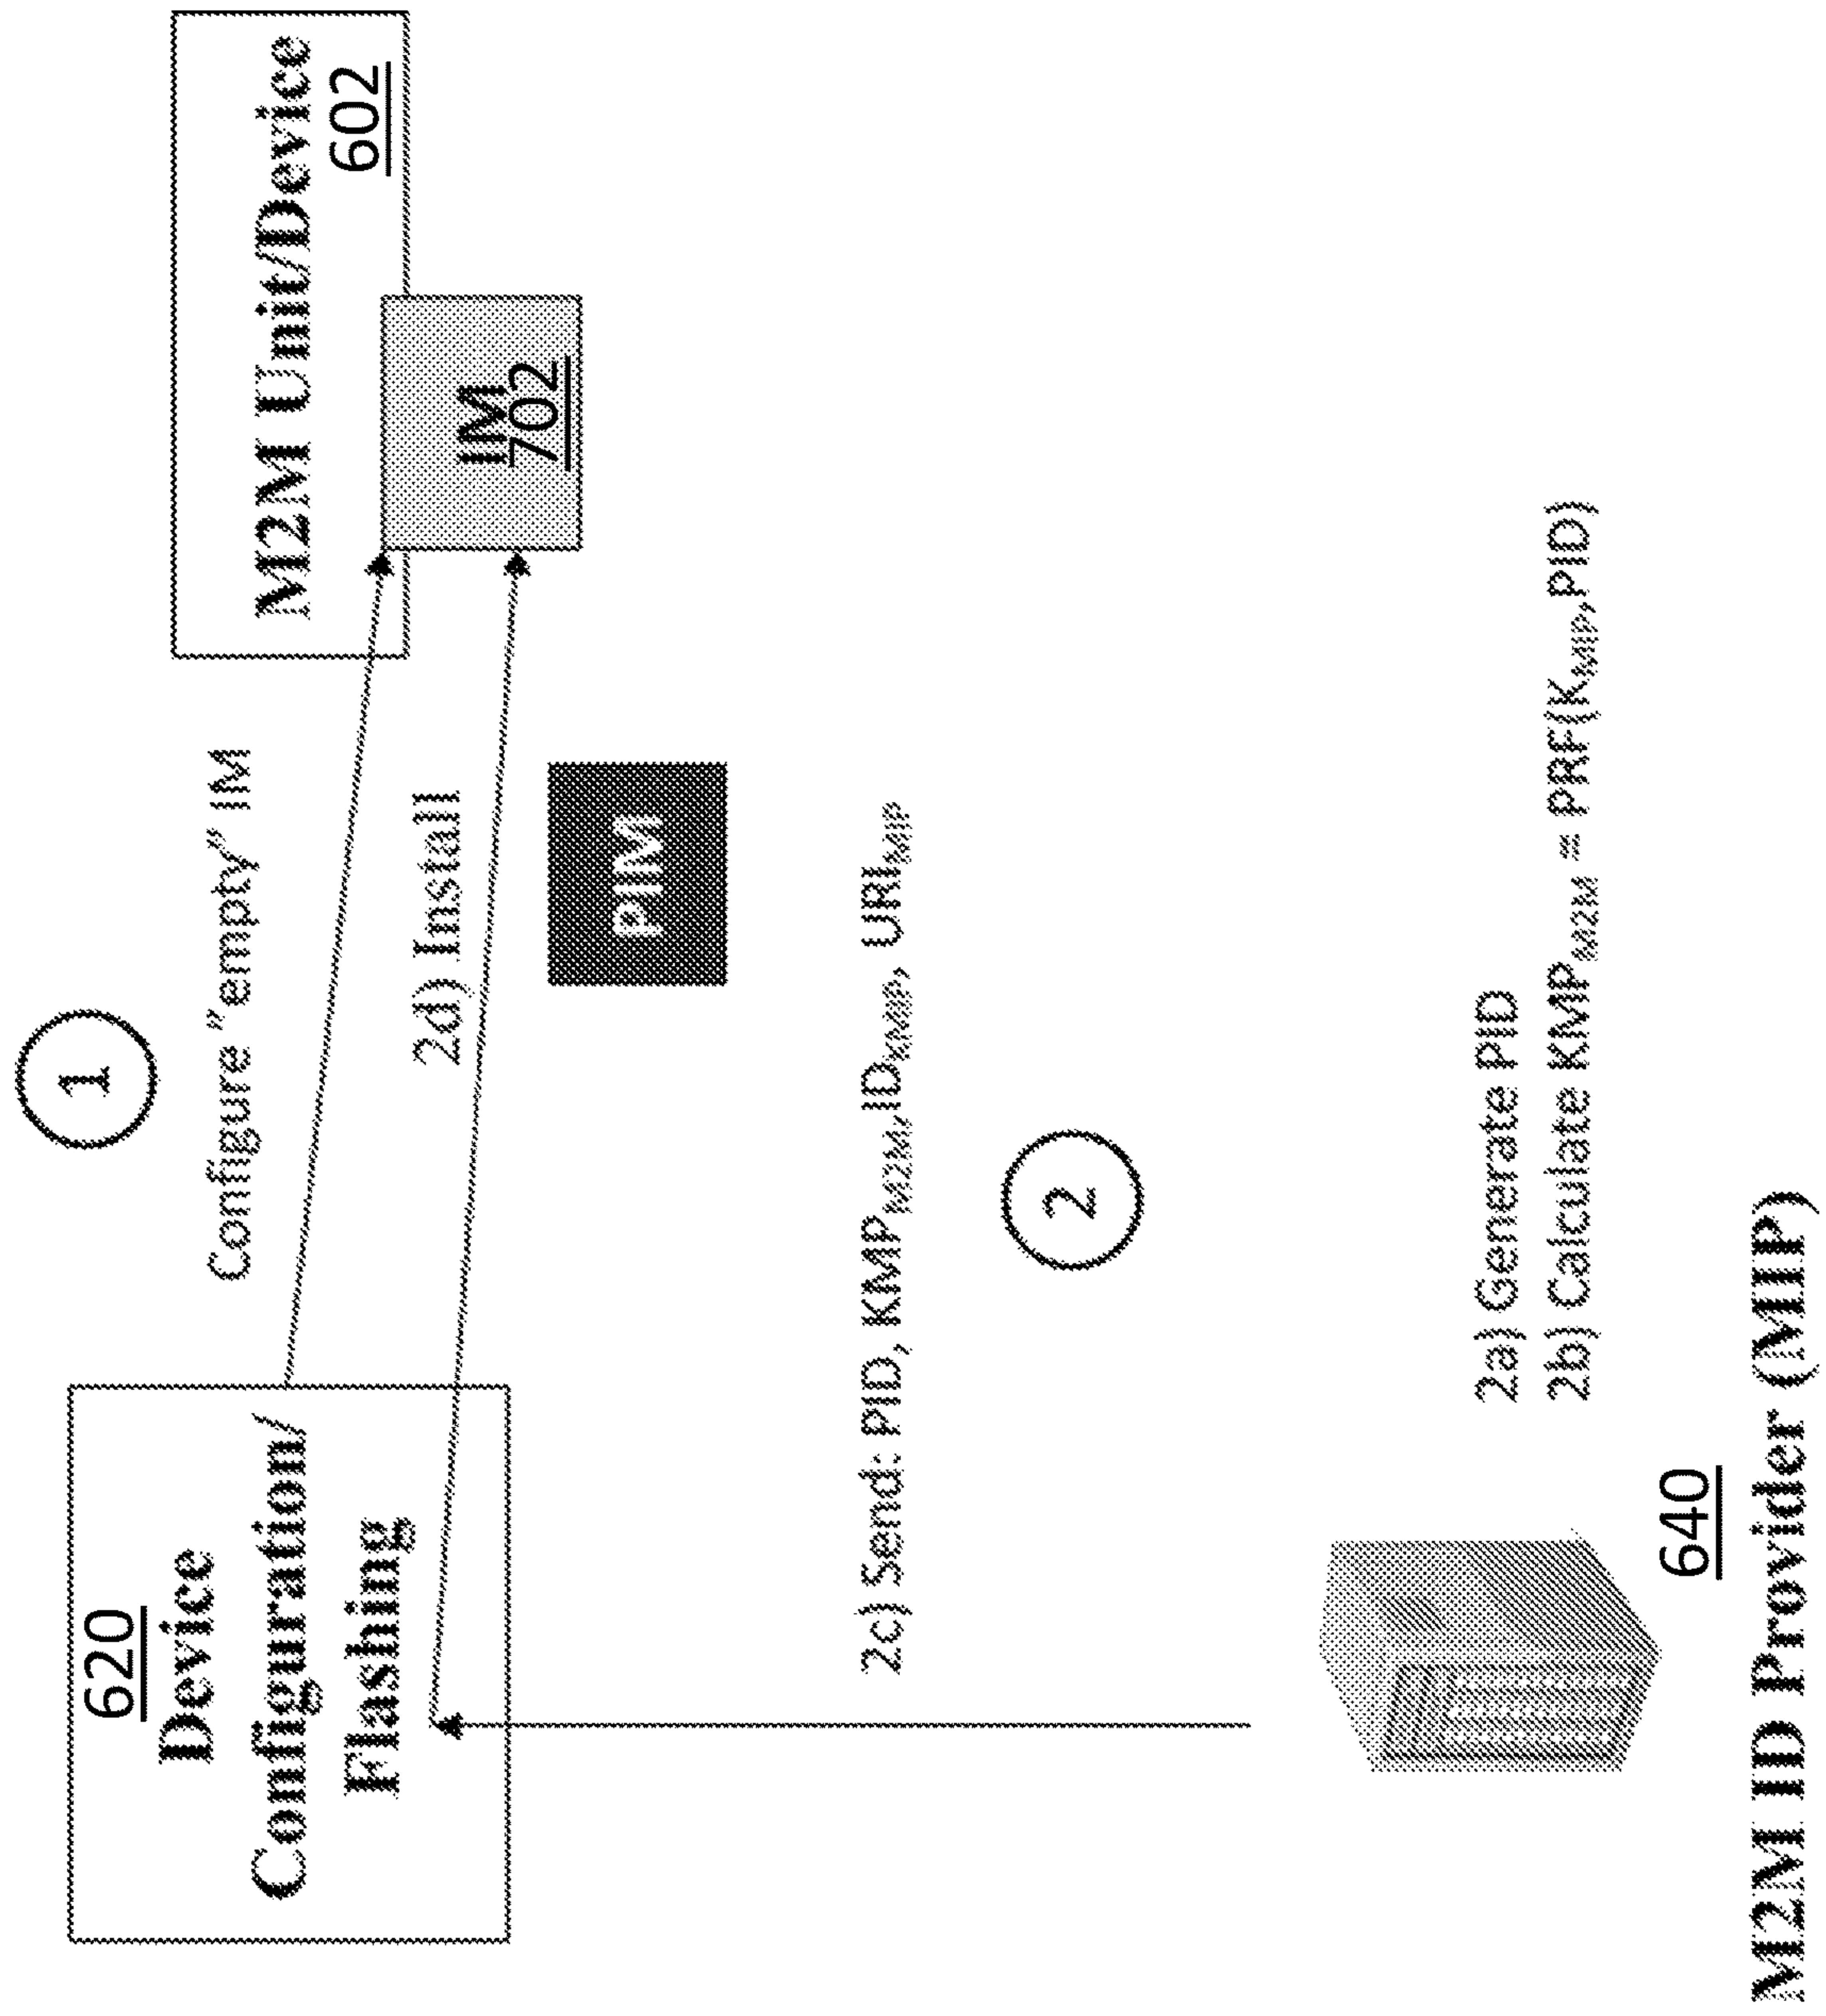 620
Device
Configuration/
Flashing
1
Configure "empty" IM
2d) Install
PIM
M2M Unit/Device
602
IM
702
2c) Send: PID, KMP_M2M, ID_KMIP, URI_MIP
2
2a) Generate PID
2b) Calculate KMP_M2M = PRF(K_MIP,PID)
640
M2M ID Provider (MIP)